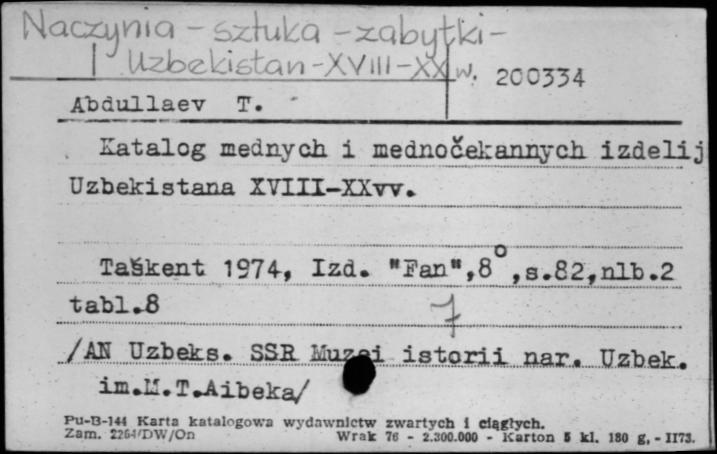 Naczynia - sztuka - zabytki -
Uzbekistan - XVIII - XX w. 200334
Abdullaev T.
Katalog mednych i mednočekannych izdelij
Uzbekistana XVIII-XXvv.
Taškent 1974, Izd. "Fan",8°,s.82,nlb.2
tabl.8
7
/AN Uzbeks. SSR Muzei istorii nar. Uzbek.
im.M.T.Aibeka/
Pu-B-144 Karta katalogowa wydawnictw zwartych i ciągłych.
Zam. 2264/DW/On Wrak 76 - 2.300.000 - Karton 5 kl. 180 g, - II73.